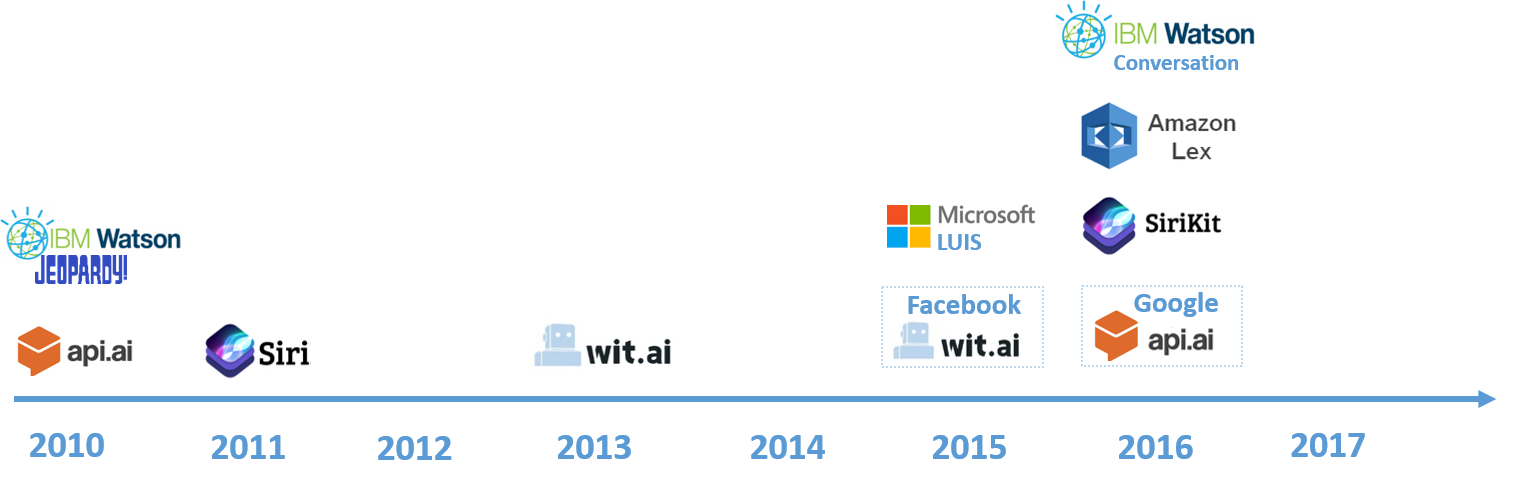 IBM Watson
Conversation
Amazon
Lex
SiriKit
Google
api.ai
Microsoft
LUIS
Facebook
wit.ai
IBM Watson
JEOPARDY!
api.ai
Siri
wit.ai
2010 2011 2012 2013 2014 2015 2016 2017